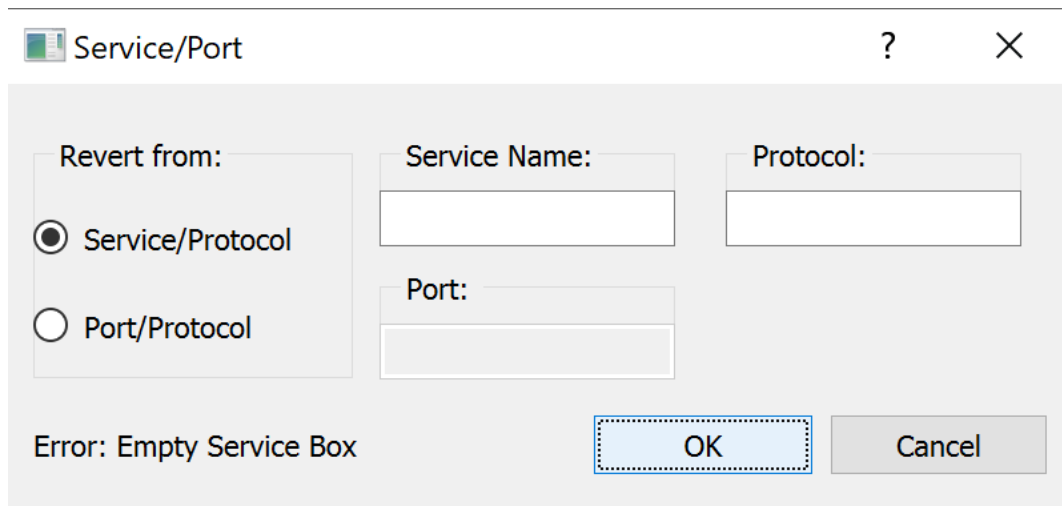 Service/Port ?
Revert from: Service Name: Protocol:
Service/Protocol
Port:
Port/Protocol
Error: Empty Service Box OK Cancel